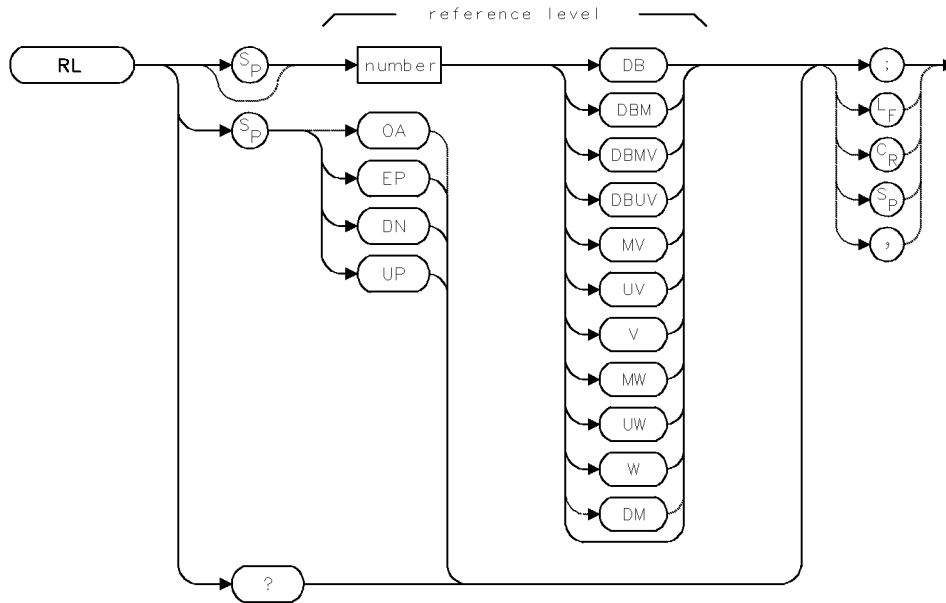 reference level
RL
SP
number
DB
;
DBM
LF
SP
OA
DBMV
CR
EP
DBUV
SP
DN
MV
,
UP
UV
V
MW
UW
W
DM
?